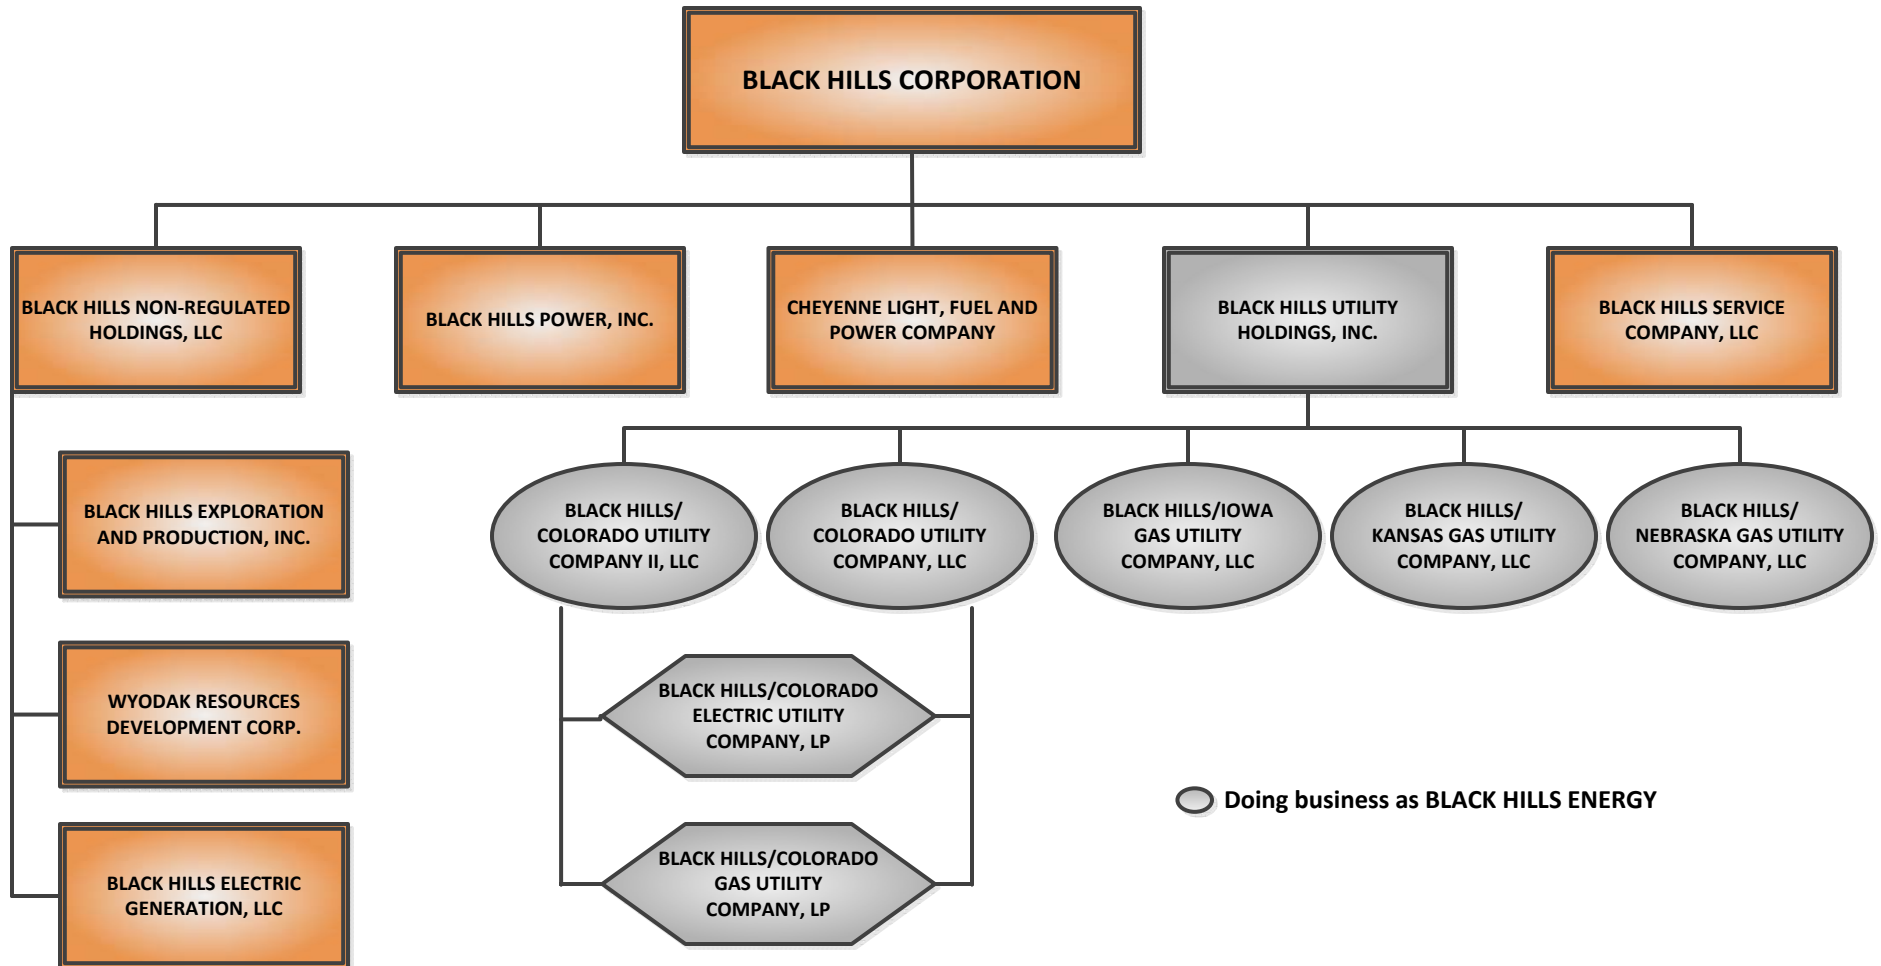 BLACK HILLS CORPORATION
BLACK HILLS NON-REGULATED
HOLDINGS, LLC
BLACK HILLS POWER, INC.
CHEYENNE LIGHT, FUEL AND
POWER COMPANY
BLACK HILLS UTILITY
HOLDINGS, INC.
BLACK HILLS SERVICE
COMPANY, LLC
BLACK HILLS EXPLORATION
AND PRODUCTION, INC.
BLACK HILLS/
COLORADO UTILITY
COMPANY II, LLC
BLACK HILLS/
COLORADO UTILITY
COMPANY, LLC
BLACK HILLS/IOWA
GAS UTILITY
COMPANY, LLC
BLACK HILLS/
KANSAS GAS UTILITY
COMPANY, LLC
BLACK HILLS/
NEBRASKA GAS UTILITY
COMPANY, LLC
WYODAK RESOURCES
DEVELOPMENT CORP.
BLACK HILLS/COLORADO
ELECTRIC UTILITY
COMPANY, LP
Doing business as BLACK HILLS ENERGY
BLACK HILLS ELECTRIC
GENERATION, LLC
BLACK HILLS/COLORADO
GAS UTILITY
COMPANY, LP